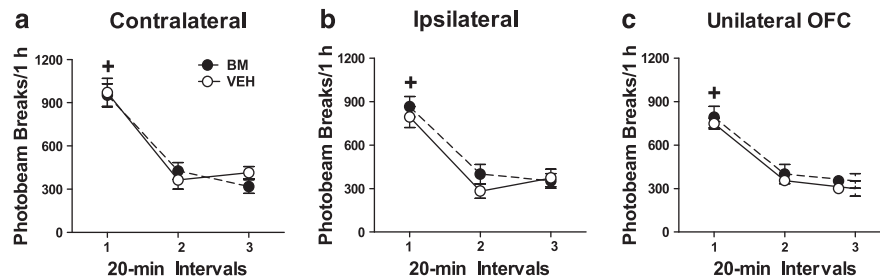 a Contralateral
Photobeam Breaks/1 h
1200
900
600
300
0
+
BM
VEH
1 2 3
20-min Intervals
b Ipsilateral
Photobeam Breaks/1 h
1200
900
600
300
0
+
1 2 3
20-min Intervals
c Unilateral OFC
Photobeam Breaks/1 h
1200
900
600
300
0
+
1 2 3
20-min Intervals